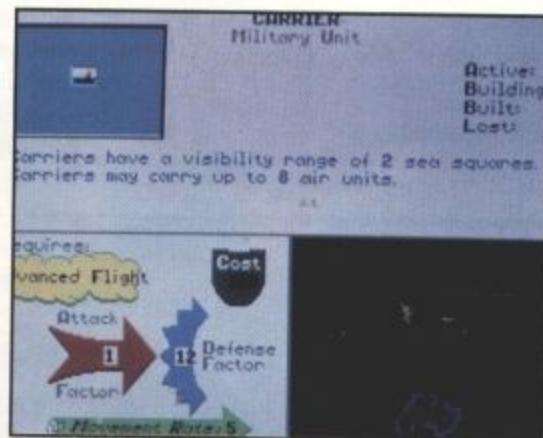 CARRIER
Military Unit
Active:
Building
Built:
Lost:
Carriers have a visibility range of 2 sea squares.
Carriers may carry up to 8 air units.
equires:
vanced Flight
Cost
Attack
1
12
Defense
Factor
Factor
Movement Rate: 5